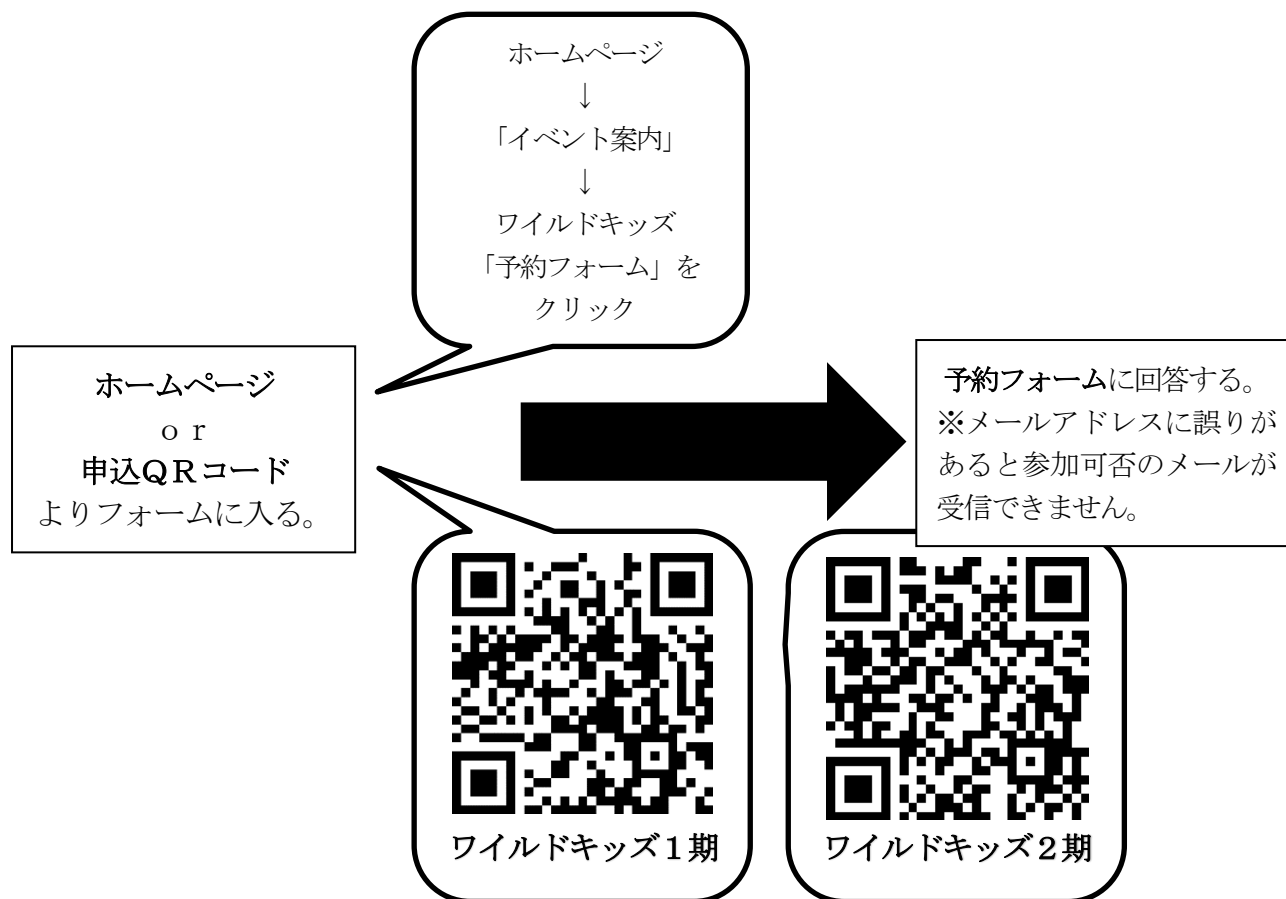 ホームページ
↓
「イベント案内」
↓
ワイルドキッズ
「予約フォーム」を
クリック
ホームページ
ｏｒ
申込ＱＲコード
よりフォームに入る。
予約フォームに回答する。
※メールアドレスに誤りが
あると参加可否のメールが
受信できません。
ワイルドキッズ１期
ワイルドキッズ２期